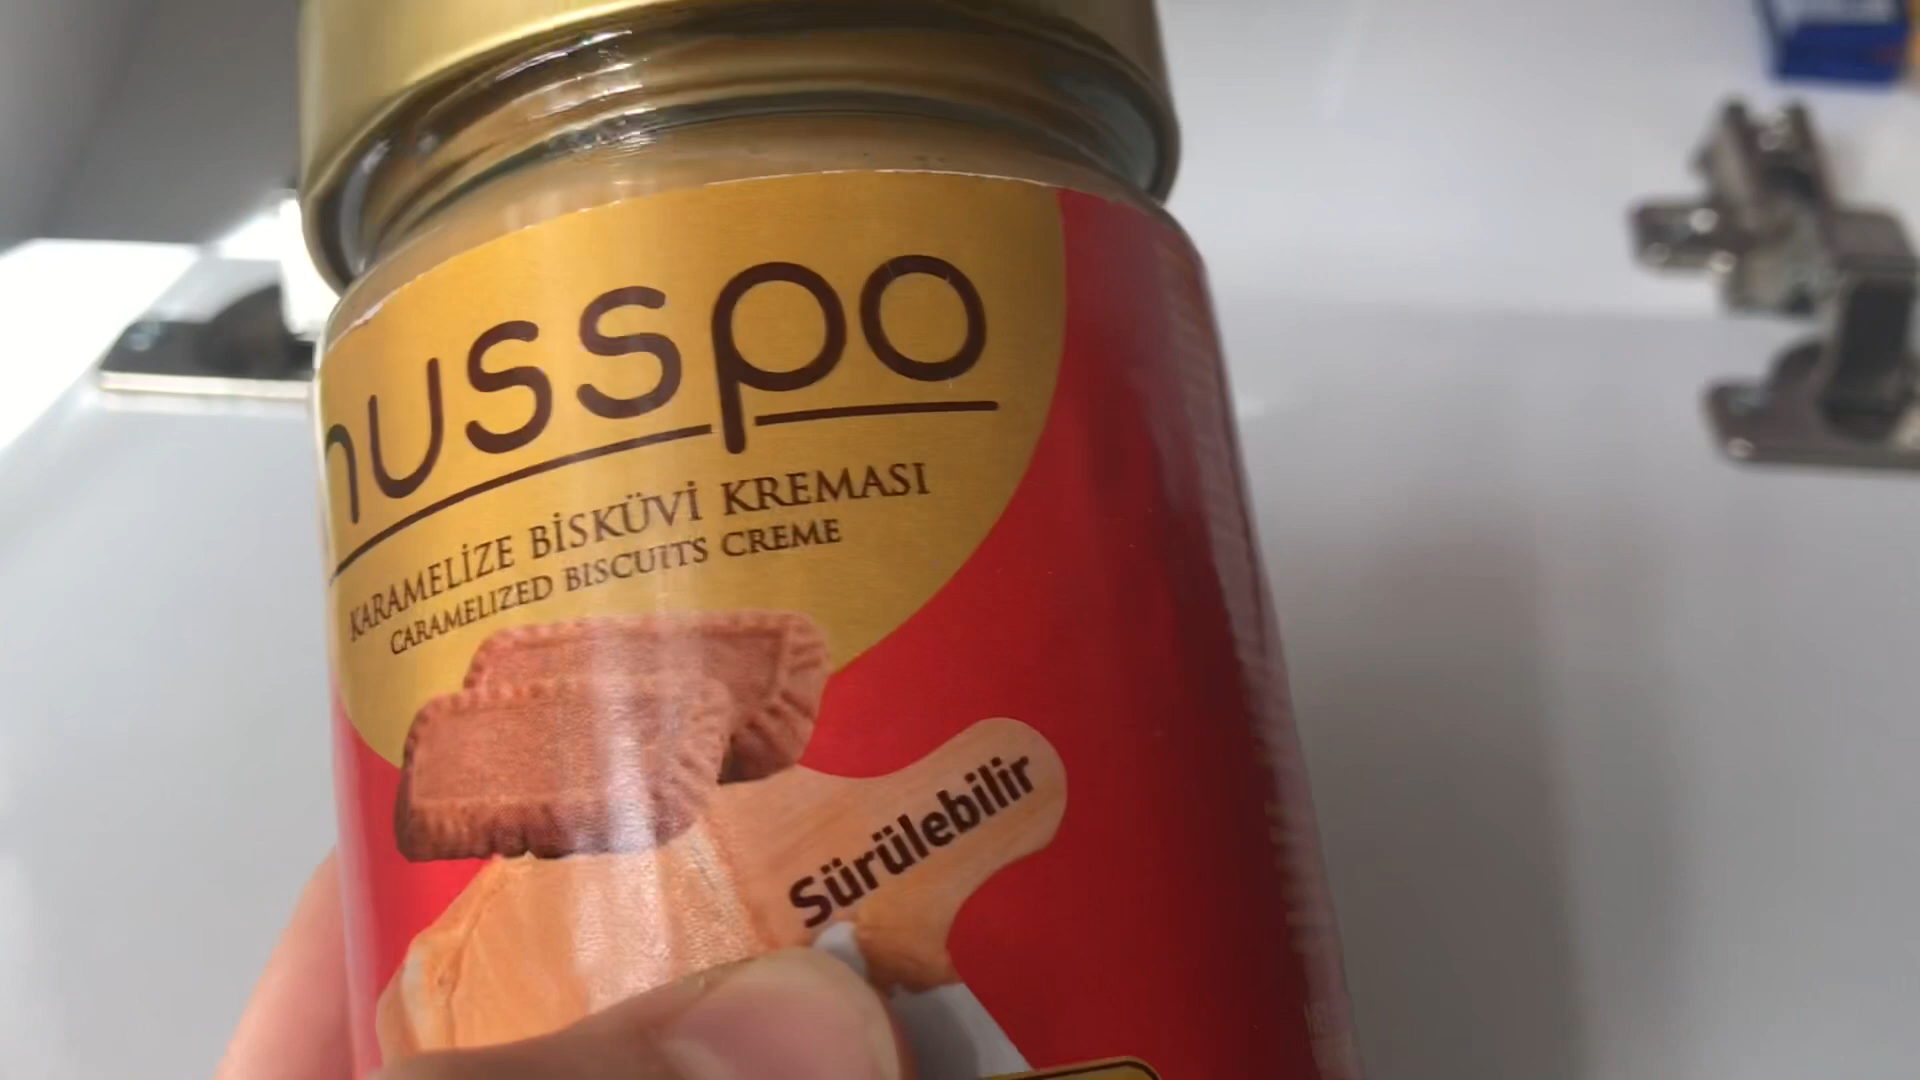 nusspo
KARAMELİZE BİSKÜVİ KREMASI
CARAMELIZED BISCUITS CREME
Sürülebilir